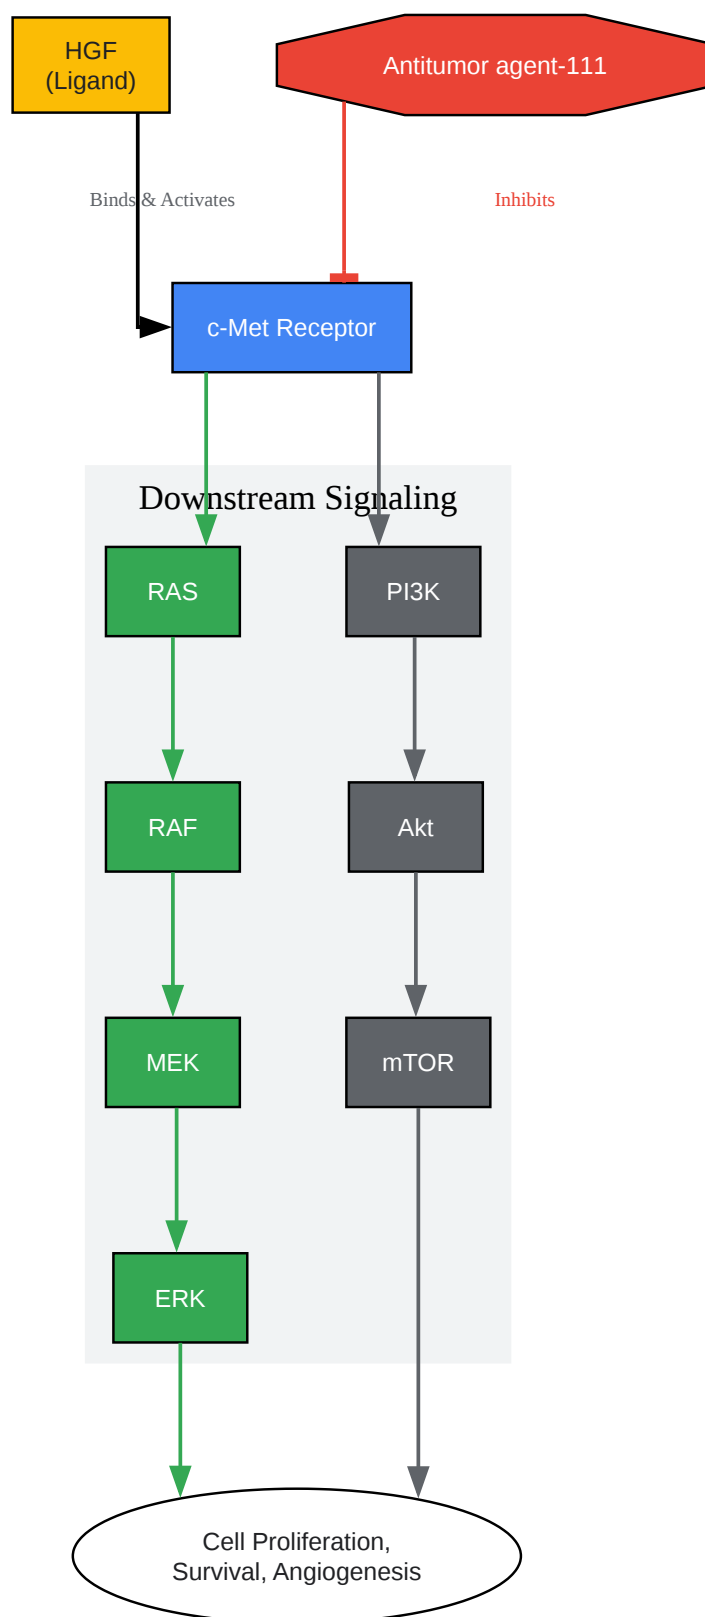 HGF
(Ligand)
Antitumor agent-111
Binds & Activates
Inhibits
c-Met Receptor
Downstream Signaling
RAS
PI3K
RAF
Akt
MEK
mTOR
ERK
Cell Proliferation,
Survival, Angiogenesis